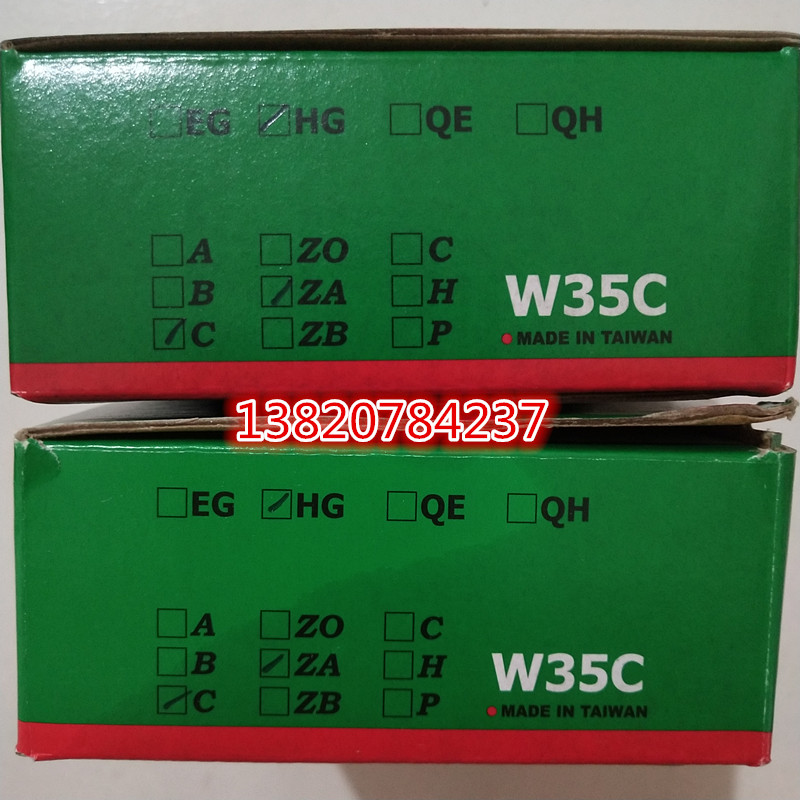 EG HG QE QH
A ZO C
B ZA H W35C
C ZB P MADE IN TAIWAN
13820784237
EG HG QE QH
A ZO C
B ZA H W35C
C ZB P MADE IN TAIWAN